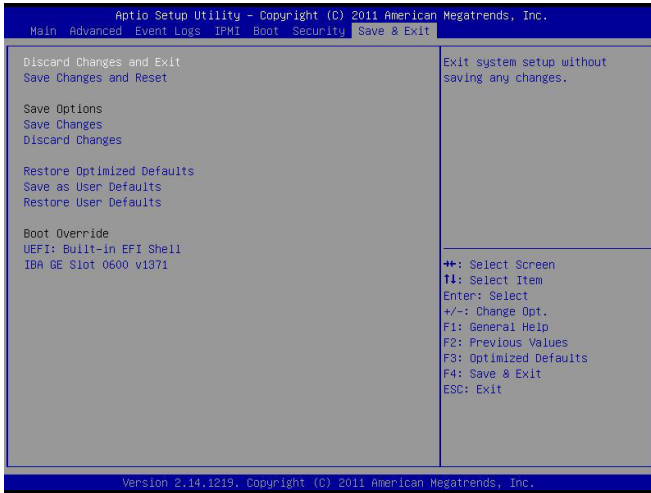 Aptio Setup Utility – Copyright (C) 2011 American Megatrends, Inc.
Main Advanced Event Logs IPMI Boot Security Save & Exit
Discard Changes and Exit
Save Changes and Reset
Save Options
Save Changes
Discard Changes
Restore Optimized Defaults
Save as User Defaults
Restore User Defaults
Boot Override
UEFI: Built-in EFI Shell
IBA GE Slot 0600 v1371
Exit system setup without
saving any changes.
→←: Select Screen
↑↓: Select Item
Enter: Select
+/-: Change Opt.
F1: General Help
F2: Previous Values
F3: Optimized Defaults
F4: Save & Exit
ESC: Exit
Version 2.14.1219. Copyright (C) 2011 American Megatrends, Inc.